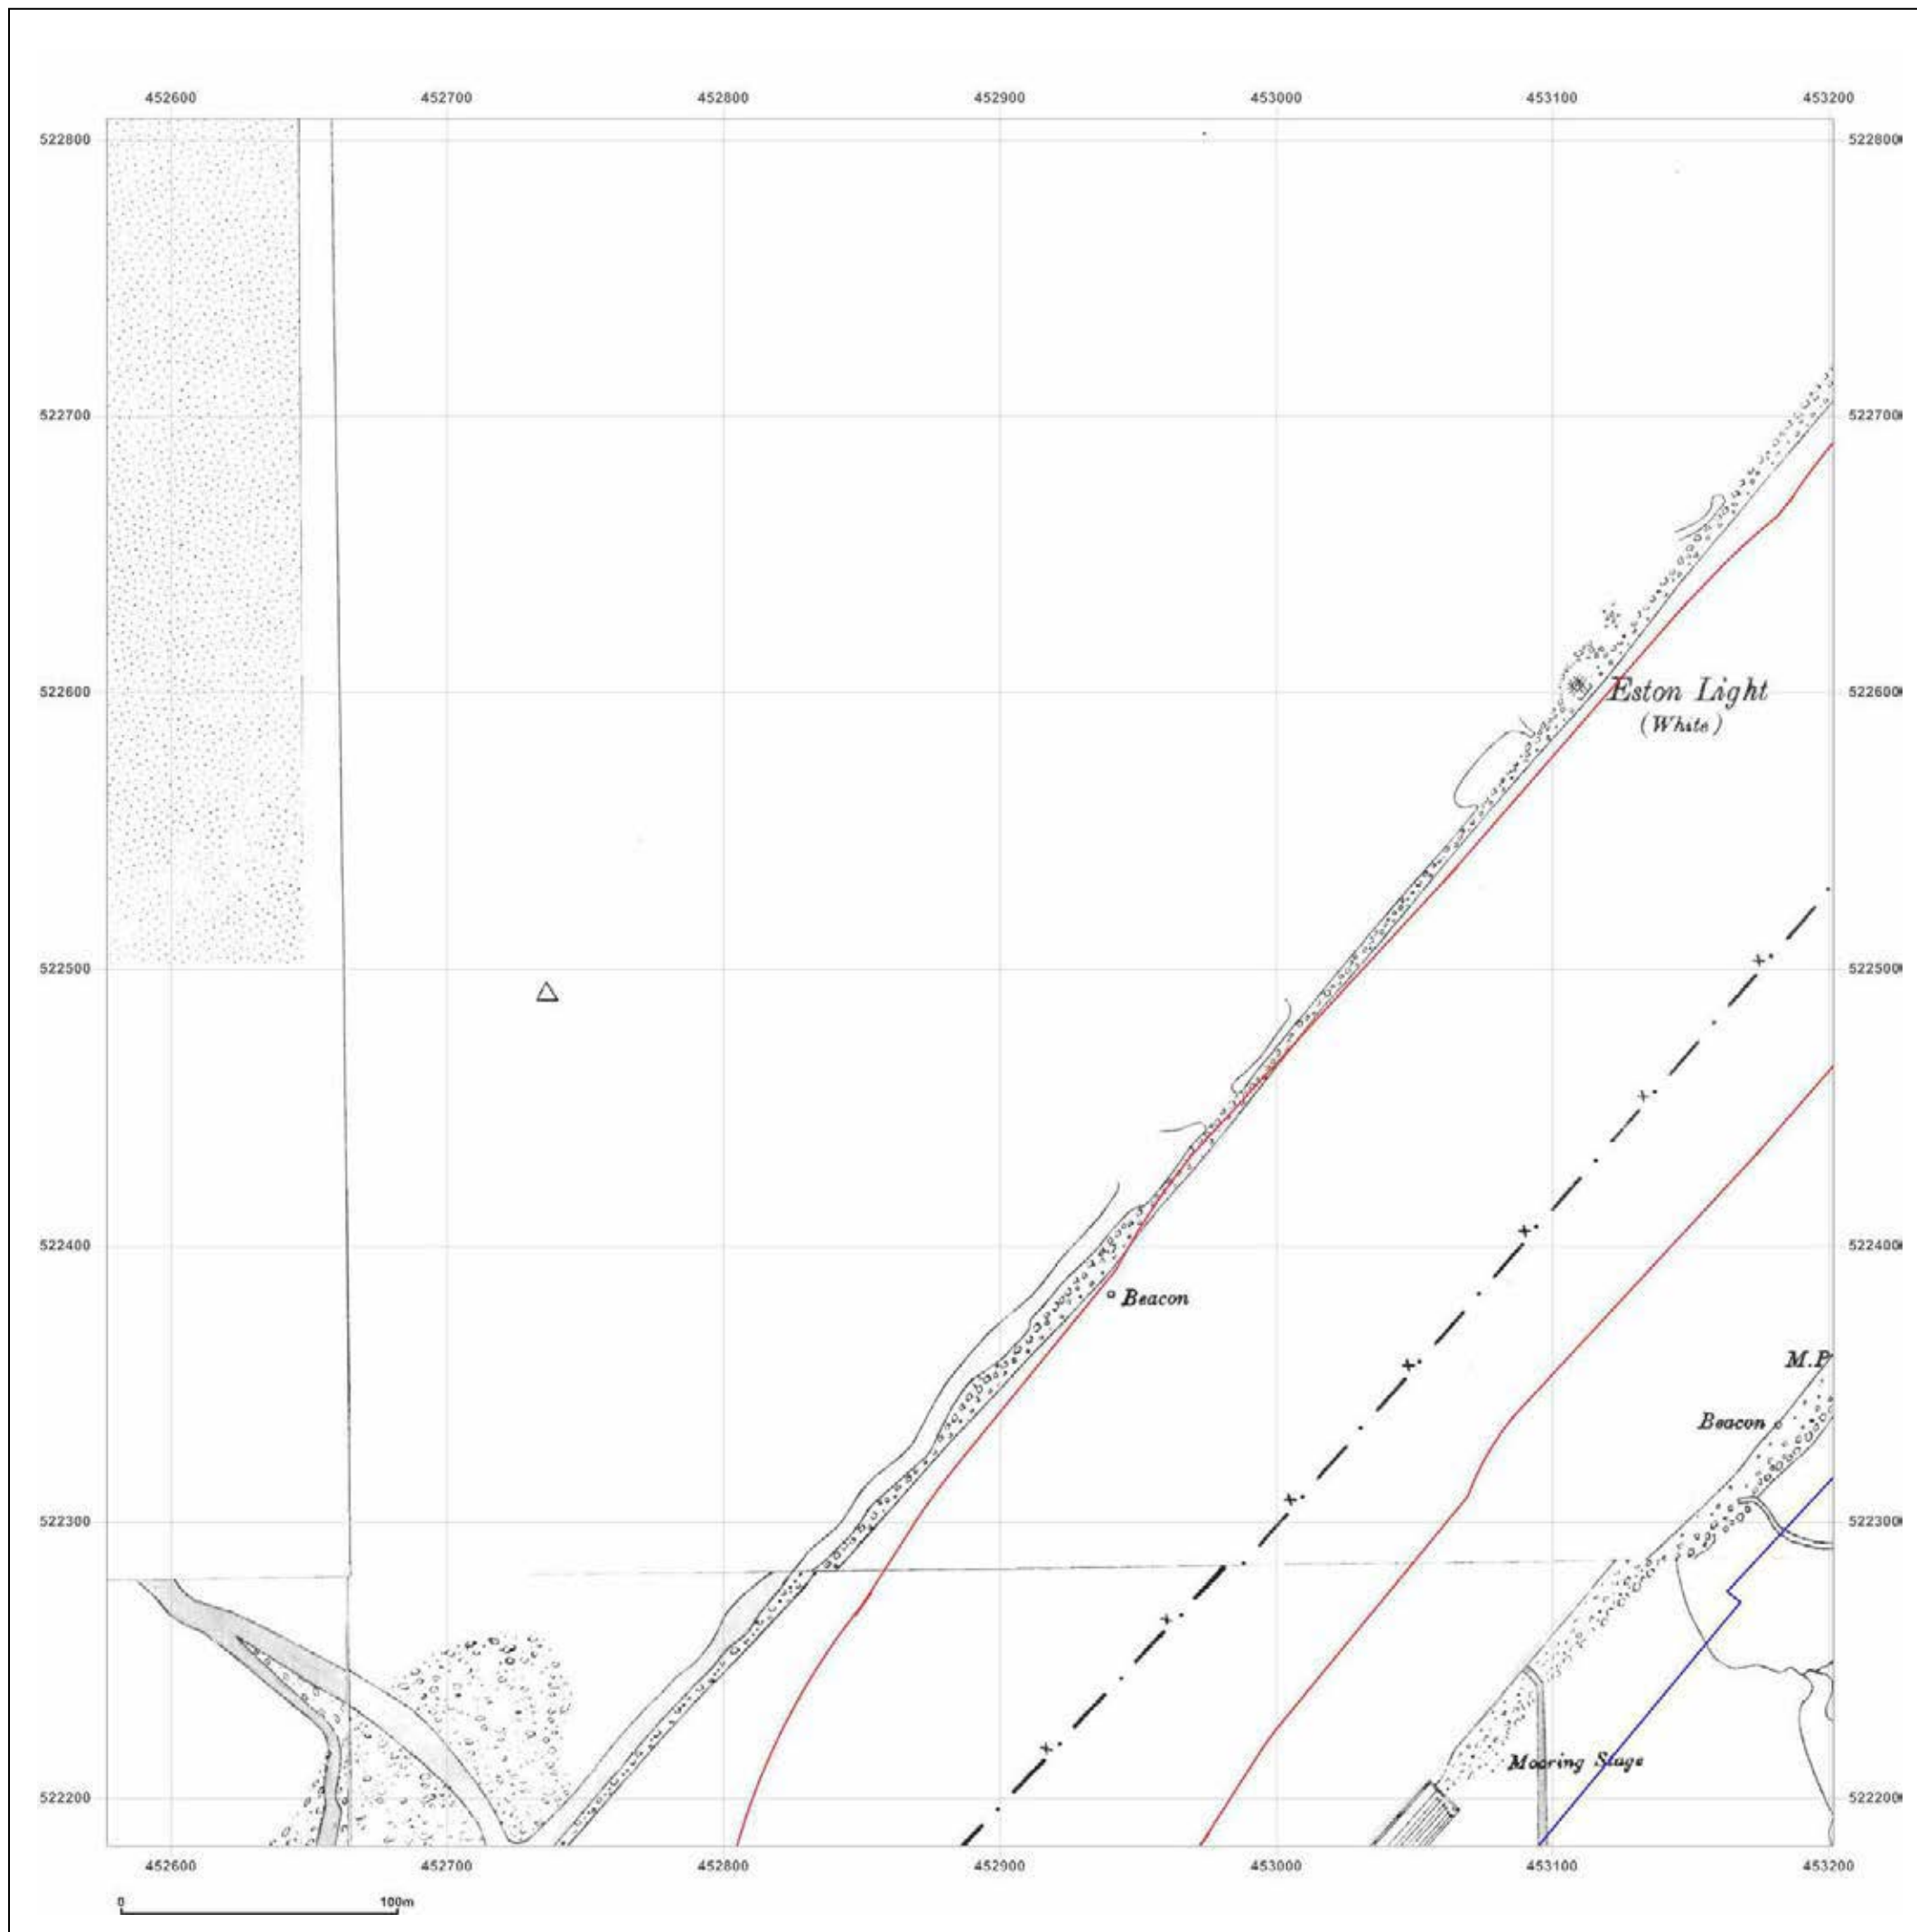 452600 452700 452800 452900 453000 453100 453200
522800 522800
522700 522700
522600 522600
Eston Light
(White)
522500 522500
522400 522400
Beacon
M.P
Beacon
522300 522300
Mooring Stage
522200 522200
452600 452700 452800 452900 453000 453100 453200
0 100m